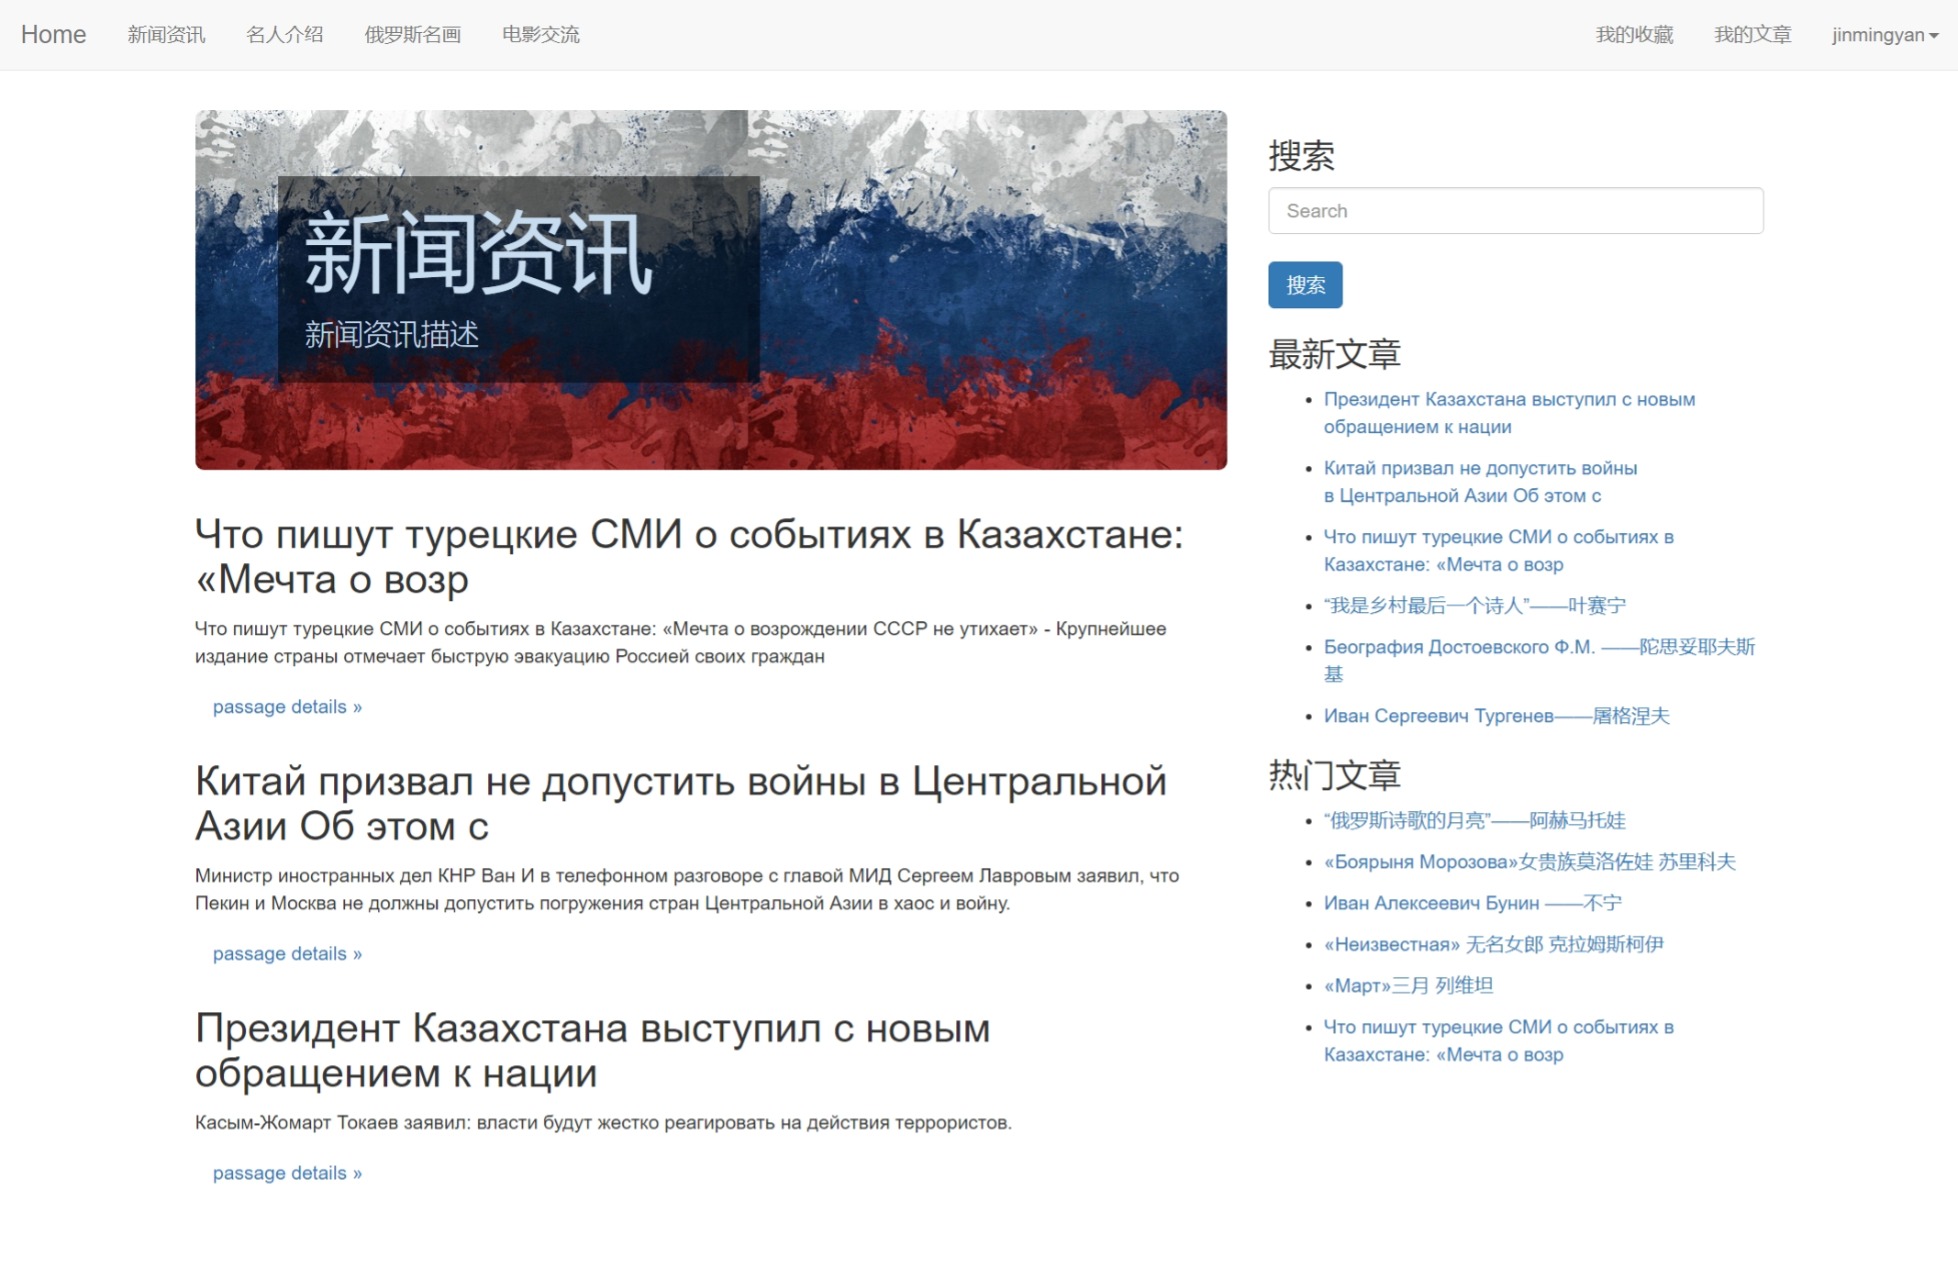 Home 新闻资讯 名人介绍 俄罗斯名画 电影交流 我的收藏 我的文章 jinmingyan
新闻资讯
新闻资讯描述
Что пишут турецкие СМИ о событиях в Казахстане:
«Мечта о возр
Что пишут турецкие СМИ о событиях в Казахстане: «Мечта о возрождении СССР не утихает» - Крупнейшее
издание страны отмечает быструю эвакуацию Россией своих граждан
passage details »
Китай призвал не допустить войны в Центральной
Азии Об этом с
Министр иностранных дел КНР Ван И в телефонном разговоре с главой МИД Сергеем Лавровым заявил, что
Пекин и Москва не должны допустить погружения стран Центральной Азии в хаос и войну.
passage details »
Президент Казахстана выступил с новым
обращением к нации
Касым-Жомарт Токаев заявил: власти будут жестко реагировать на действия террористов.
passage details »
搜索
Search
搜索
最新文章
Президент Казахстана выступил с новым
обращением к нации
Китай призвал не допустить войны
в Центральной Азии Об этом с
Что пишут турецкие СМИ о событиях в
Казахстане: «Мечта о возр
“我是乡村最后一个诗人”——叶赛宁
Беография Достоевского Ф.М. ——陀思妥耶夫斯
基
Иван Сергеевич Тургенев——屠格涅夫
热门文章
“俄罗斯诗歌的月亮”——阿赫马托娃
«Боярыня Морозова»女贵族莫洛佐娃 苏里科夫
Иван Алексеевич Бунин ——不宁
«Неизвестная» 无名女郎 克拉姆斯柯伊
«Март»三月 列维坦
Что пишут турецкие СМИ о событиях в
Казахстане: «Мечта о возр